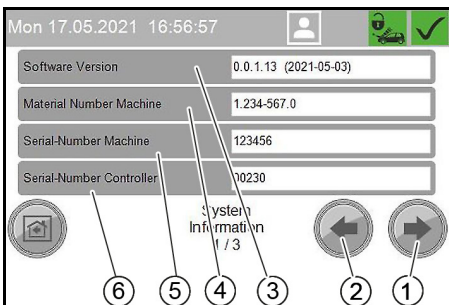 Mon 17.05.2021 16:56:57
Software Version 0.0.1.13 (2021-05-03)
Material Number Machine 1.234-567.0
Serial-Number Machine 123456
Serial-Number Controller 00230
System
Information
1 / 3
6 5 4 3 2 1